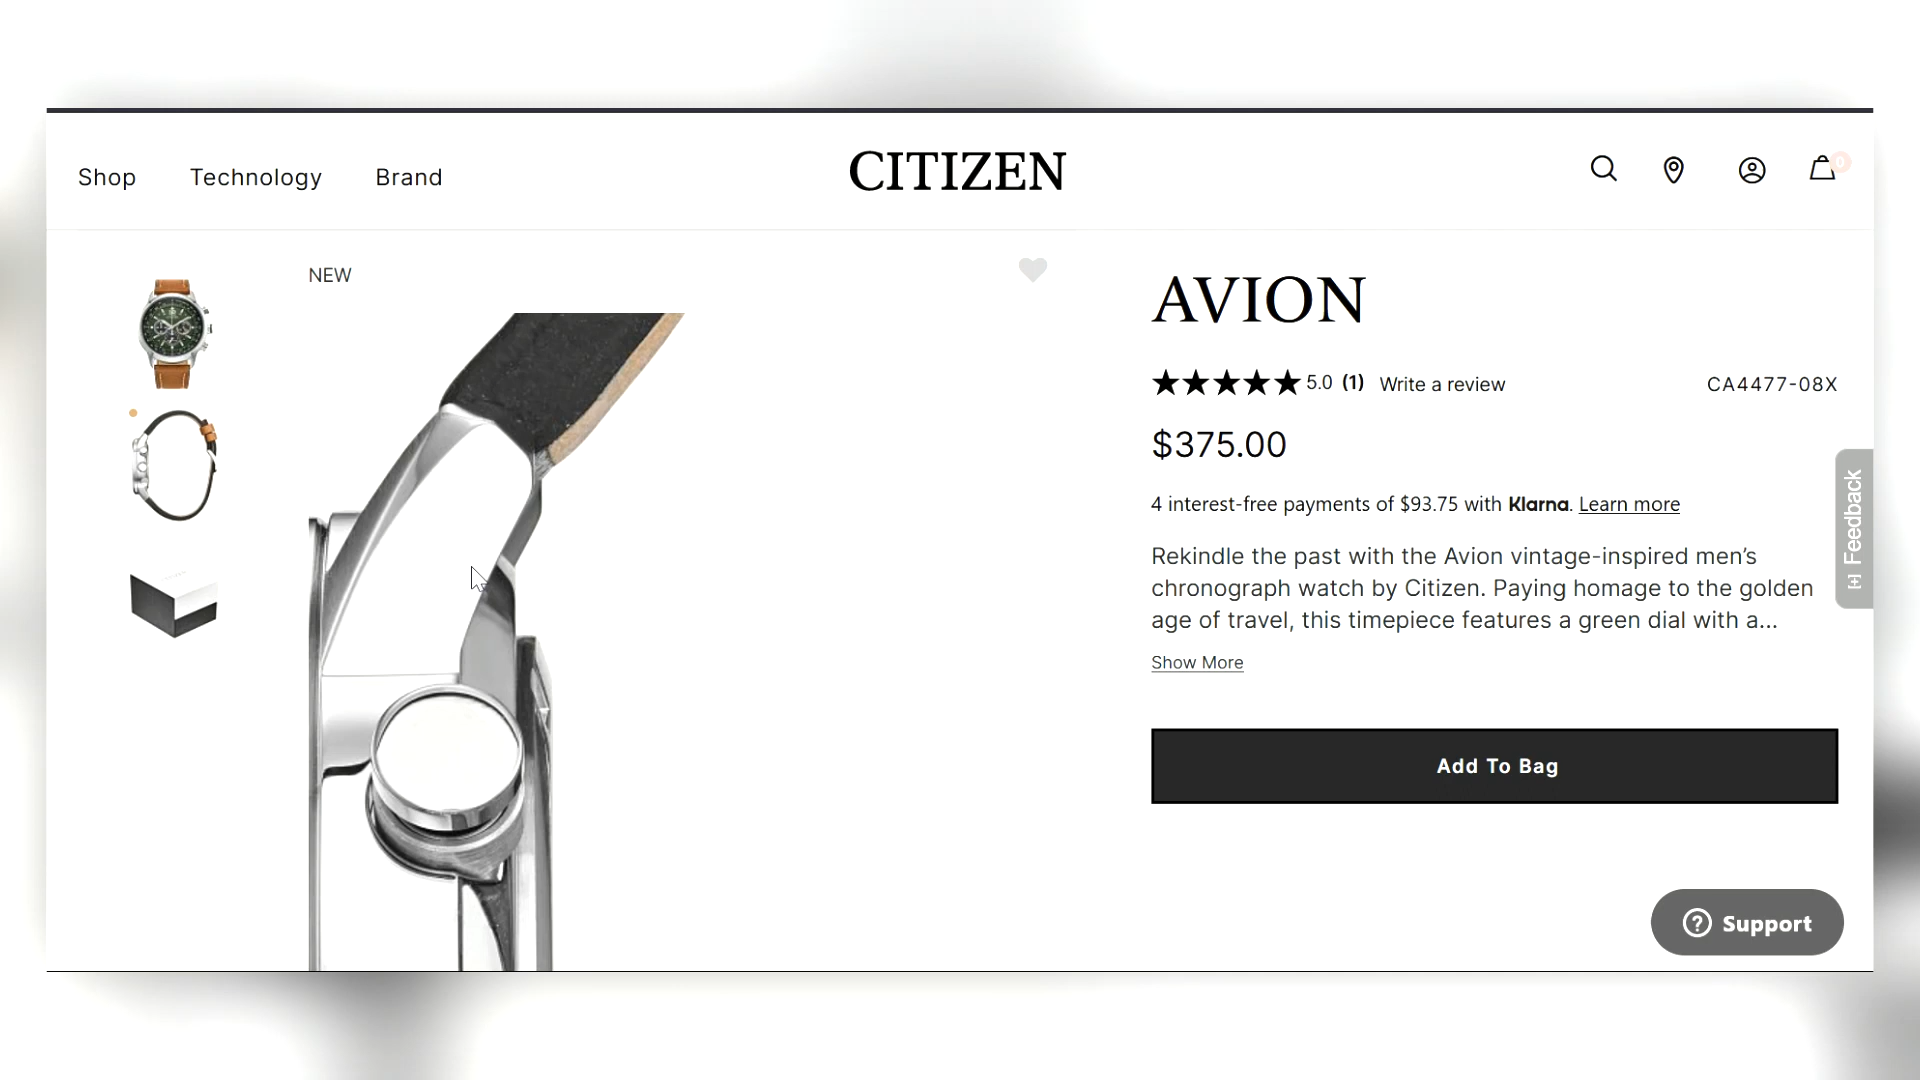 Shop Technology Brand
CITIZEN
0
NEW
AVION
5.0 (1) Write a review
CA4477-08X
$375.00
4 interest-free payments of $93.75 with Klarna. Learn more
Rekindle the past with the Avion vintage-inspired men’s
chronograph watch by Citizen. Paying homage to the golden
age of travel, this timepiece features a green dial with a...
Show More
Add To Bag
[+] Feedback
Support